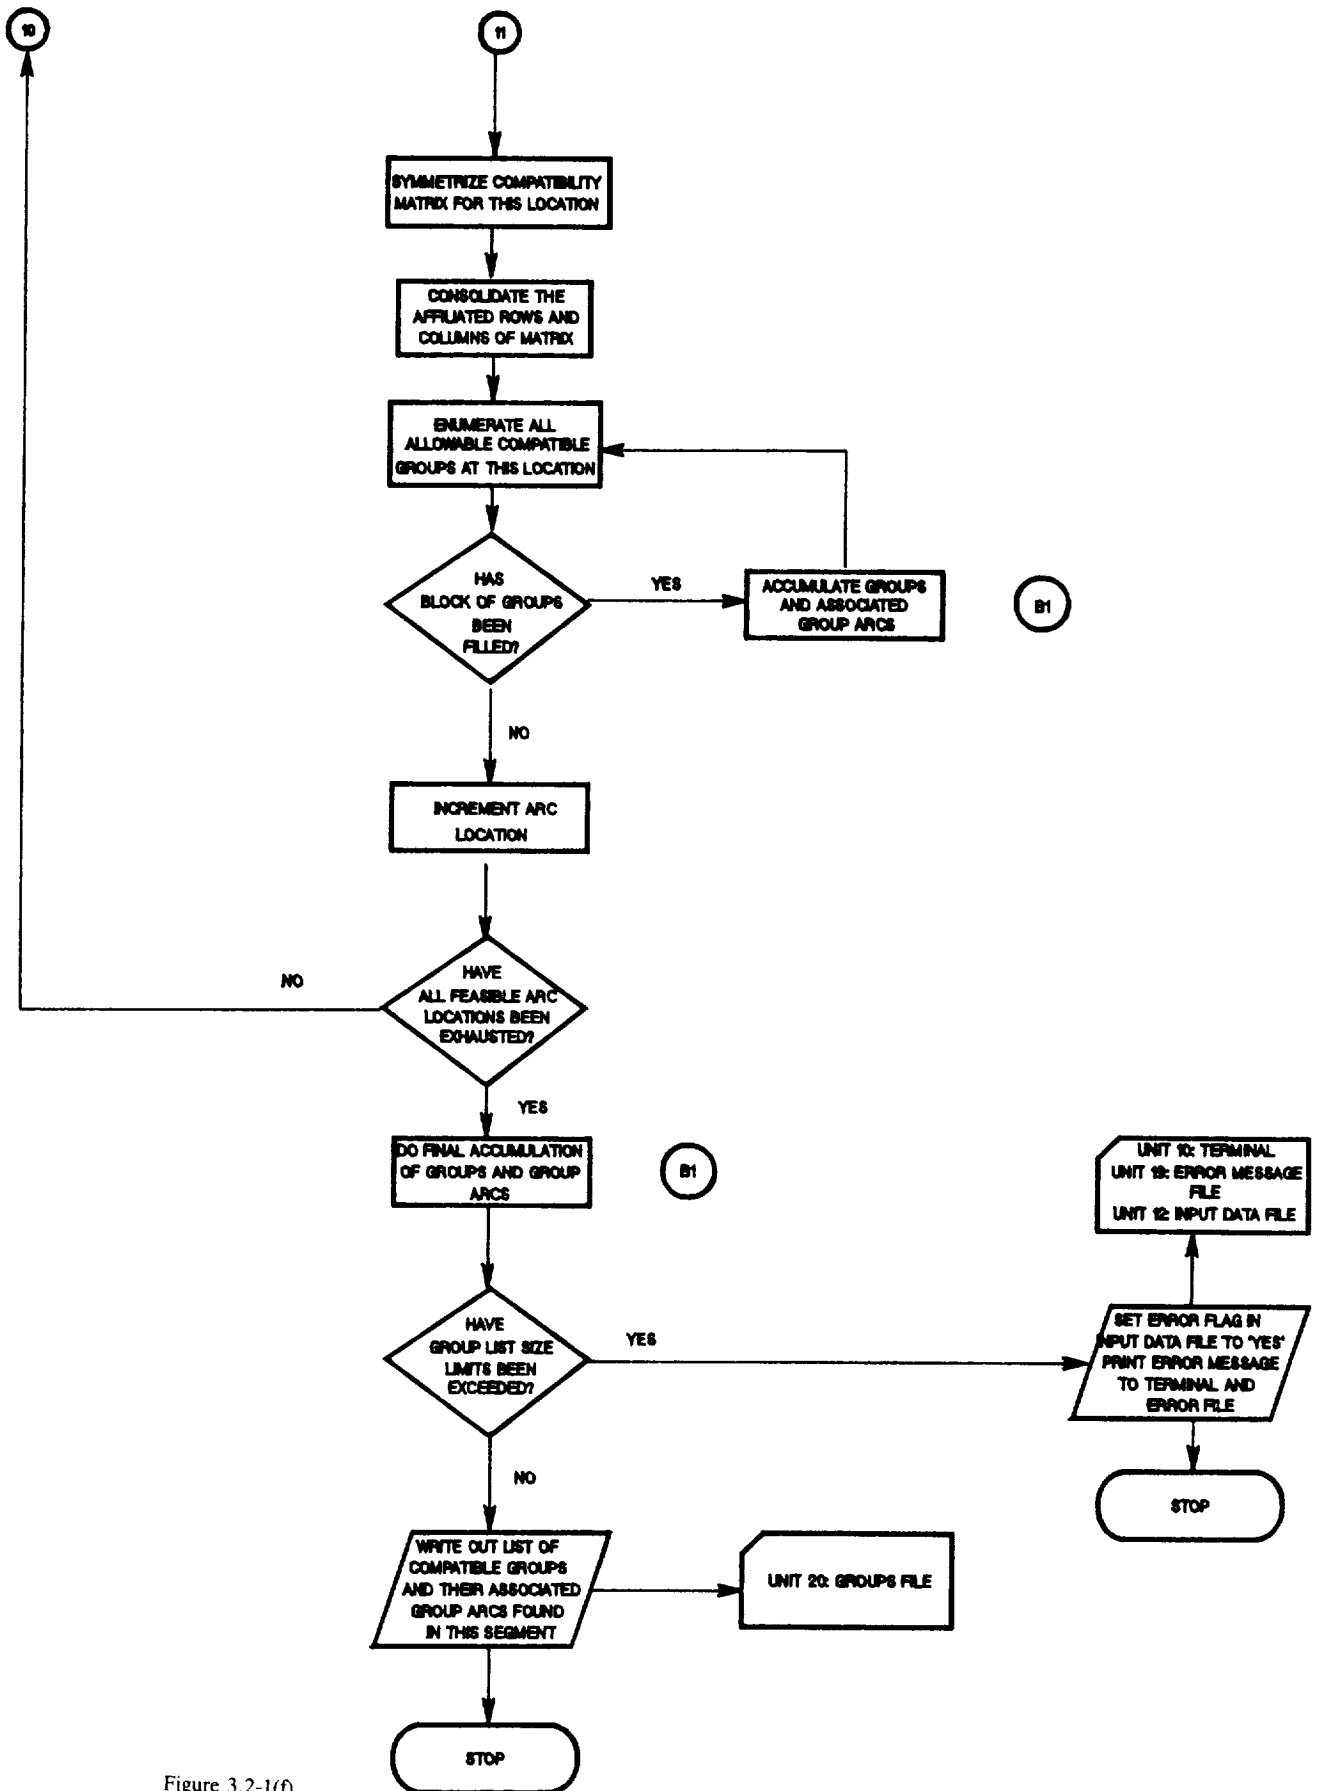 10
11
SYMMETRIZE COMPATIBILITY
MATRIX FOR THIS LOCATION
CONSOLIDATE THE
AFFILIATED ROWS AND
COLUMNS OF MATRIX
ENUMERATE ALL
ALLOWABLE COMPATIBLE
GROUPS AT THIS LOCATION
HAS
BLOCK OF GROUPS
BEEN
FILLED?
YES
ACCUMULATE GROUPS
AND ASSOCIATED
GROUP ARCS
B1
NO
INCREMENT ARC
LOCATION
HAVE
ALL FEASIBLE ARC
LOCATIONS BEEN
EXHAUSTED?
NO
YES
DO FINAL ACCUMULATION
OF GROUPS AND GROUP
ARCS
B1
UNIT 10: TERMINAL
UNIT 19: ERROR MESSAGE
FILE
UNIT 12: INPUT DATA FILE
HAVE
GROUP LIST SIZE
LIMITS BEEN
EXCEEDED?
YES
SET ERROR FLAG IN
INPUT DATA FILE TO "YES"
PRINT ERROR MESSAGE
TO TERMINAL AND
ERROR FILE
STOP
NO
WRITE OUT LIST OF
COMPATIBLE GROUPS
AND THEIR ASSOCIATED
GROUP ARCS FOUND
IN THIS SEGMENT
UNIT 20: GROUPS FILE
STOP
Figure 3.2-1(f)